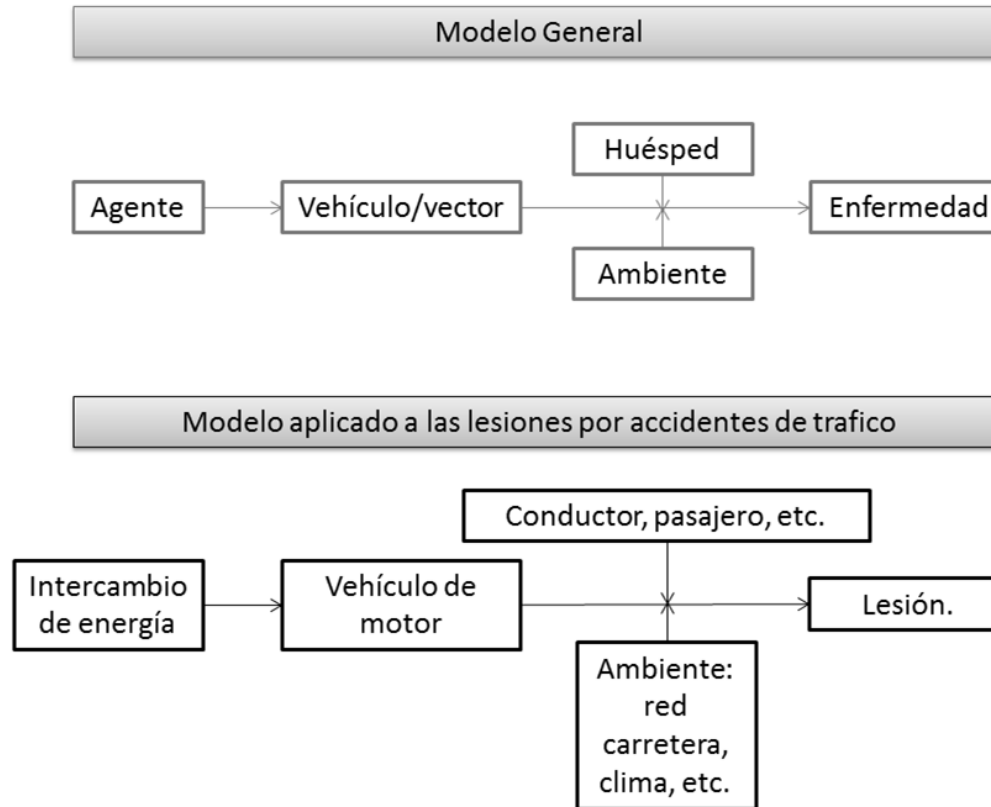 Modelo General
Huésped
Agente
Vehículo/vector
Enfermedad
Ambiente
Modelo aplicado a las lesiones por accidentes de trafico
Conductor, pasajero, etc.
Intercambio
de energía
Vehículo de
motor
Lesión.
Ambiente:
red
carretera,
clima, etc.